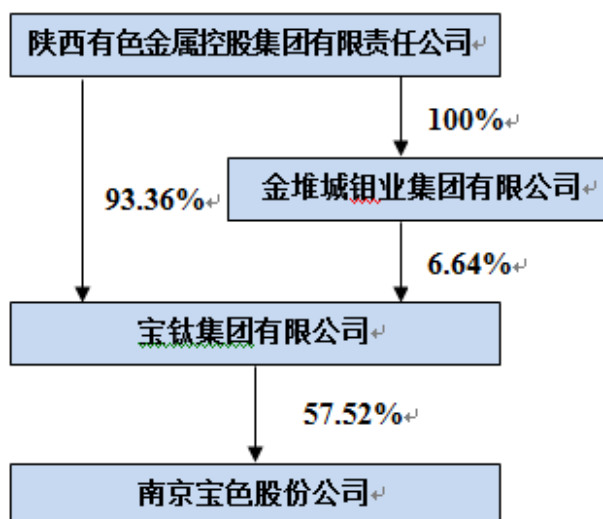 陕西有色金属控股集团有限责任公司
100%
金堆城钼业集团有限公司
93.36%
6.64%
宝钛集团有限公司
57.52%
南京宝色股份公司